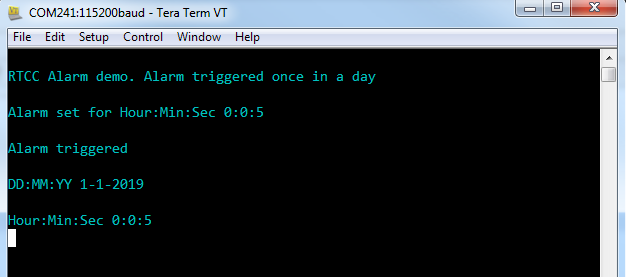 COM241:115200baud - Tera Term VT
File Edit Setup Control Window Help
RTCC Alarm demo. Alarm triggered once in a day
Alarm set for Hour:Min:Sec 0:0:5
Alarm triggered
DD:MM:YY 1-1-2019
Hour:Min:Sec 0:0:5